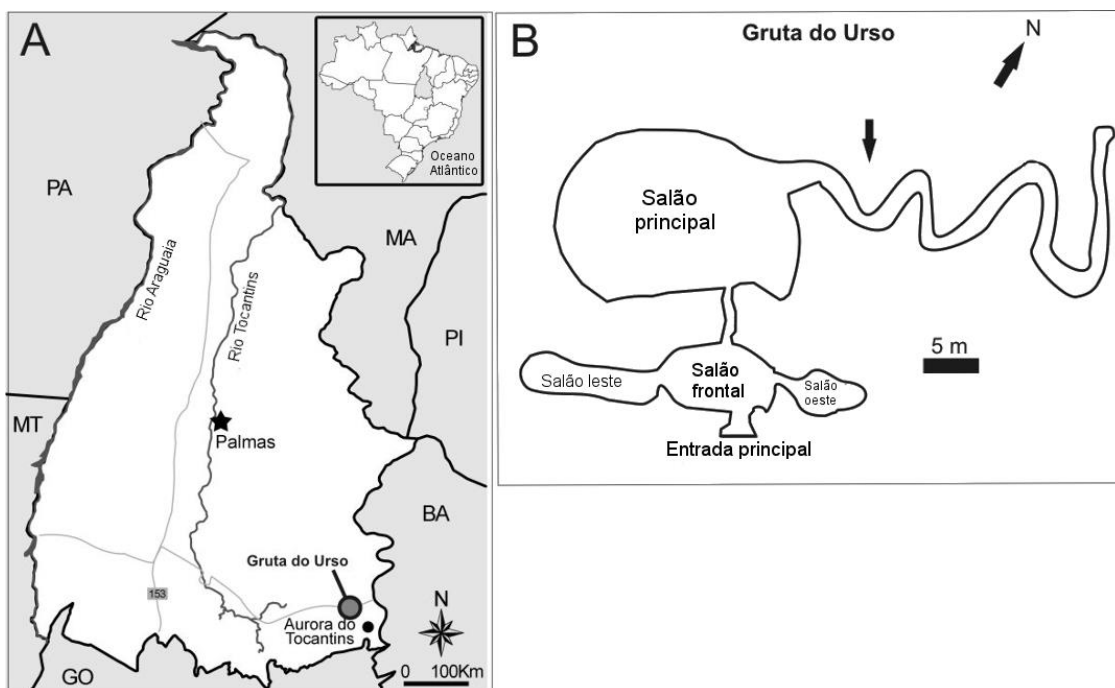 A
Oceano
Atlântico
PA
MA
PI
MT
BA
GO
Rio Araguaia
Rio Tocantins
Palmas
Gruta do Urso
153
Aurora do
Tocantins
N
0 100Km
B
Gruta do Urso
N
Salão
principal
5 m
Salão leste
Salão
frontal
Salão
oeste
Entrada principal